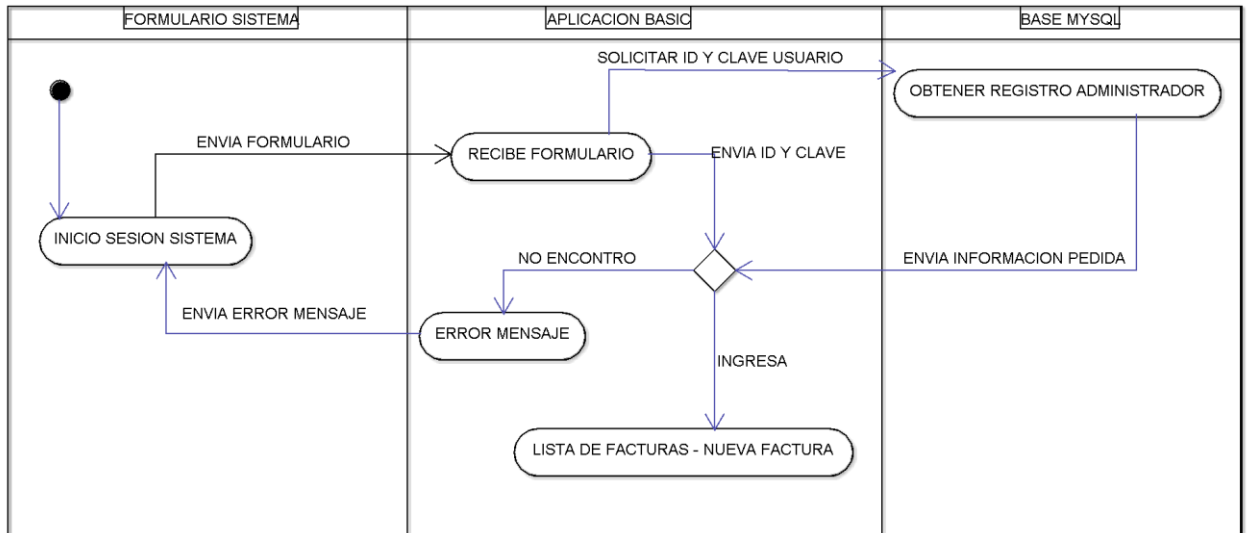 FORMULARIO SISTEMA
APLICACION BASIC
BASE MYSQL
SOLICITAR ID Y CLAVE USUARIO
OBTENER REGISTRO ADMINISTRADOR
ENVIA FORMULARIO
RECIBE FORMULARIO
ENVIA ID Y CLAVE
INICIO SESION SISTEMA
NO ENCONTRO
ENVIA INFORMACION PEDIDA
ENVIA ERROR MENSAJE
ERROR MENSAJE
INGRESA
LISTA DE FACTURAS - NUEVA FACTURA